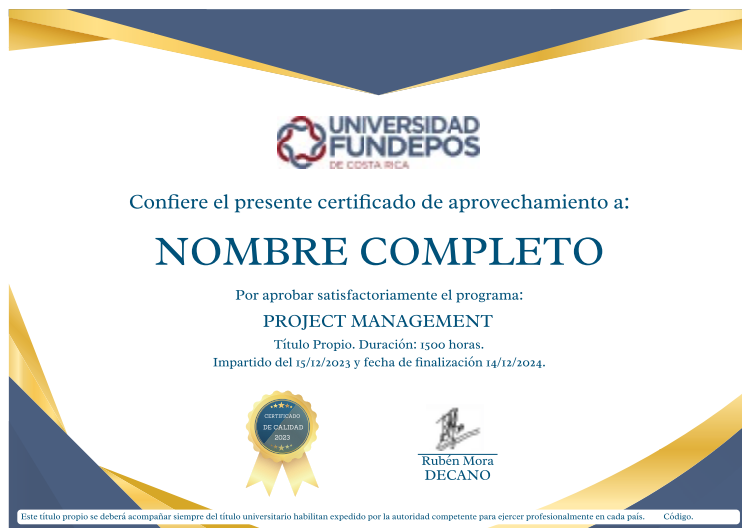 UNIVERSIDAD
FUNDEPOS
DE COSTA RICA
Confiere el presente certificado de aprovechamiento a:
NOMBRE COMPLETO
Por aprobar satisfactoriamente el programa:
PROJECT MANAGEMENT
Título Propio. Duración: 1500 horas.
Impartido del 15/12/2023 y fecha de finalización 14/12/2024.
CERTIFICADO
DE CALIDAD
2023
Rubén Mora
DECANO
Este título propio se deberá acompañar siempre del título universitario habilitan expedido por la autoridad competente para ejercer profesionalmente en cada país. Código.